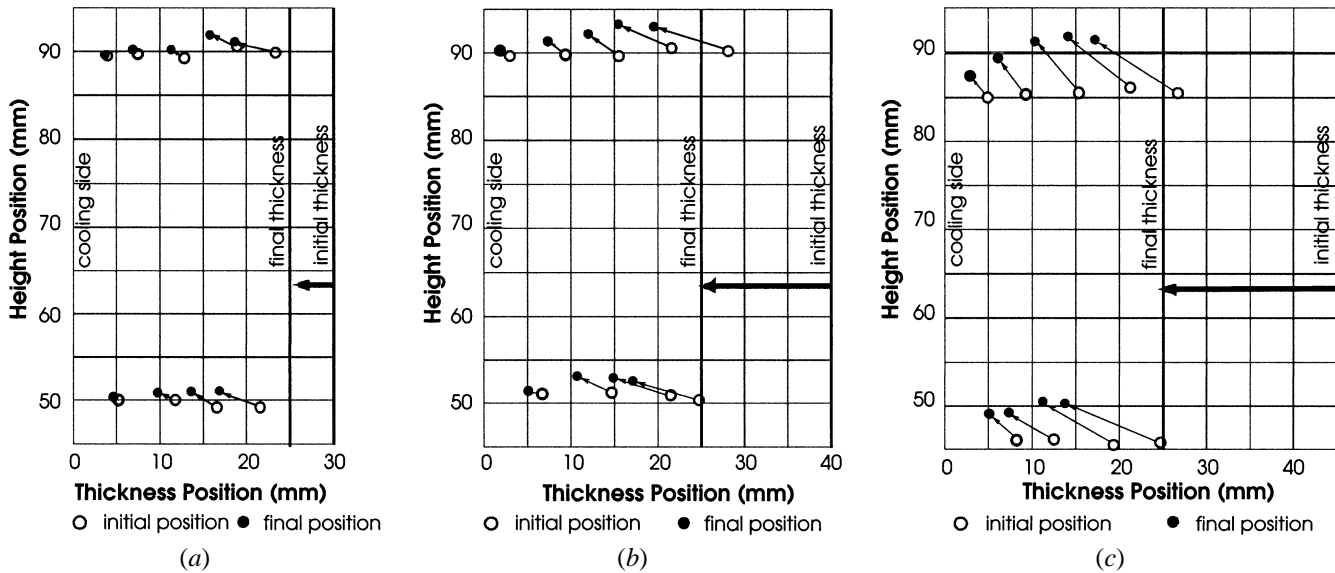 Height Position (mm)
90
80
70
60
50
cooling side
final thickness
initial thickness
0 10 20 30
Thickness Position (mm)
initial position final position
(a)
Height Position (mm)
90
80
70
60
50
cooling side
final thickness
initial thickness
0 10 20 30 40
Thickness Position (mm)
initial position final position
(b)
Height Position (mm)
90
80
70
60
50
cooling side
final thickness
initial thickness
0 10 20 30 40
Thickness Position (mm)
initial position final position
(c)